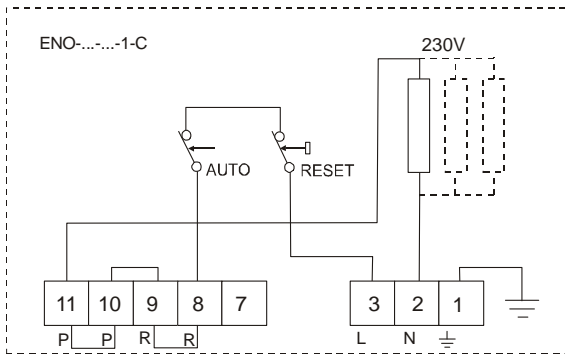 ENO-...-...-1-C
230V
AUTO
RESET
11 10 9 8 7
3 2 1
P P R R
L N